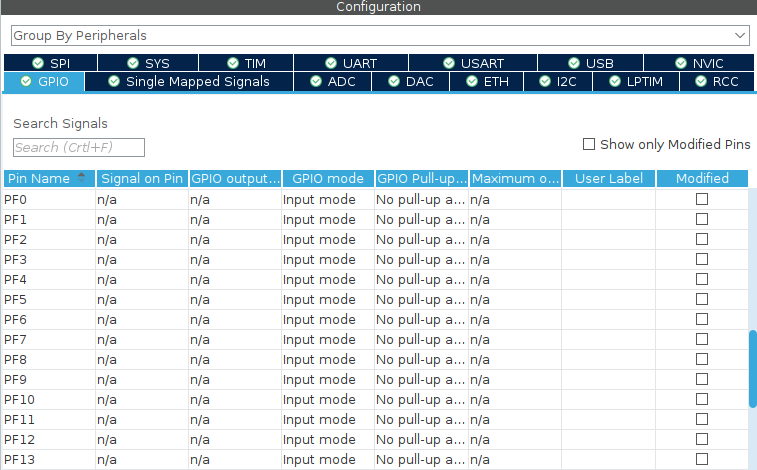 Configuration
Group By Peripherals
SPI SYS TIM UART USART USB NVIC
GPIO Single Mapped Signals ADC DAC ETH I2C LPTIM RCC
Search Signals
Search (Crtl+F)
Show only Modified Pins
Pin Name Signal on Pin GPIO output... GPIO mode GPIO Pull-up... Maximum o... User Label Modified
PF0 n/a n/a Input mode No pull-up a... n/a
PF1 n/a n/a Input mode No pull-up a... n/a
PF2 n/a n/a Input mode No pull-up a... n/a
PF3 n/a n/a Input mode No pull-up a... n/a
PF4 n/a n/a Input mode No pull-up a... n/a
PF5 n/a n/a Input mode No pull-up a... n/a
PF6 n/a n/a Input mode No pull-up a... n/a
PF7 n/a n/a Input mode No pull-up a... n/a
PF8 n/a n/a Input mode No pull-up a... n/a
PF9 n/a n/a Input mode No pull-up a... n/a
PF10 n/a n/a Input mode No pull-up a... n/a
PF11 n/a n/a Input mode No pull-up a... n/a
PF12 n/a n/a Input mode No pull-up a... n/a
PF13 n/a n/a Input mode No pull-up a... n/a